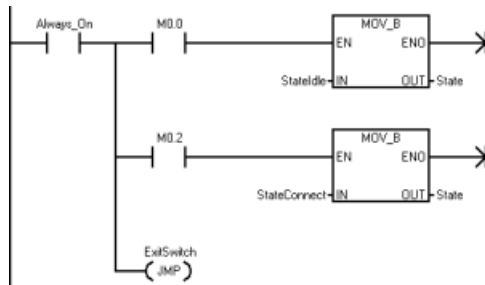 Always_On M0.0 MOV_B
EN ENO
StateIdle IN OUT State
M0.2 MOV_B
EN ENO
StateConnect IN OUT State
ExitSwitch
JMP